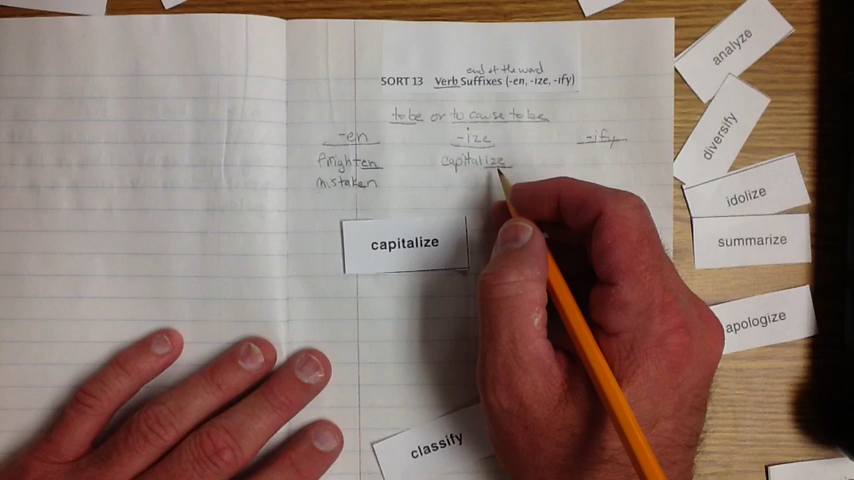 end of the word
SORT 13 Verb Suffixes (-en, -ize, -ify)
to be or to cause to be
-en -ize -ify
frighten capitalize
mistaken
capitalize
analyze
diversify
idolize
summarize
apologize
classify